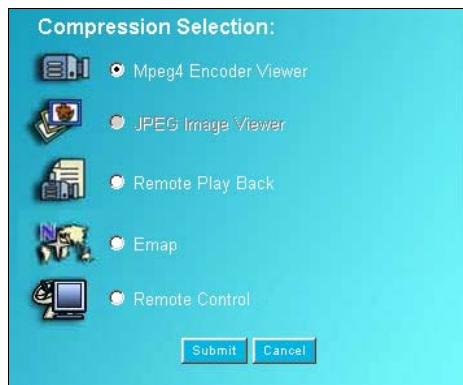 Compression Selection:
Mpeg4 Encoder Viewer
JPEG Image Viewer
Remote Play Back
N
Emap
Remote Control
Submit Cancel